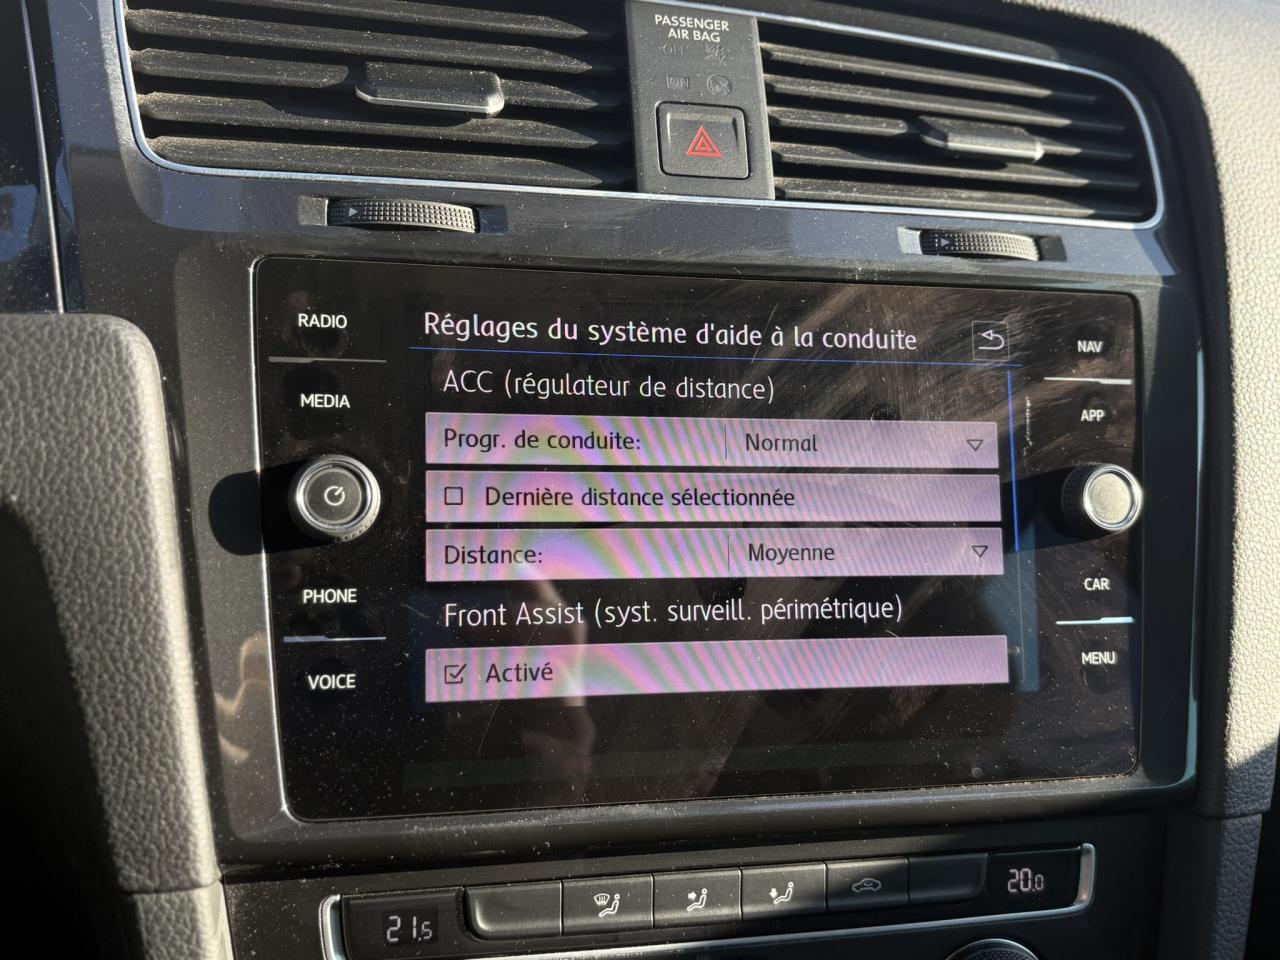 PASSENGER
AIR BAG
OFF
ON
RADIO
MEDIA
PHONE
VOICE
Réglages du système d'aide à la conduite
ACC (régulateur de distance)
Progr. de conduite: Normal
Dernière distance sélectionnée
Distance: Moyenne
Front Assist (syst. surveill. périmétrique)
Activé
NAV
APP
CAR
MENU
21.5
20.0